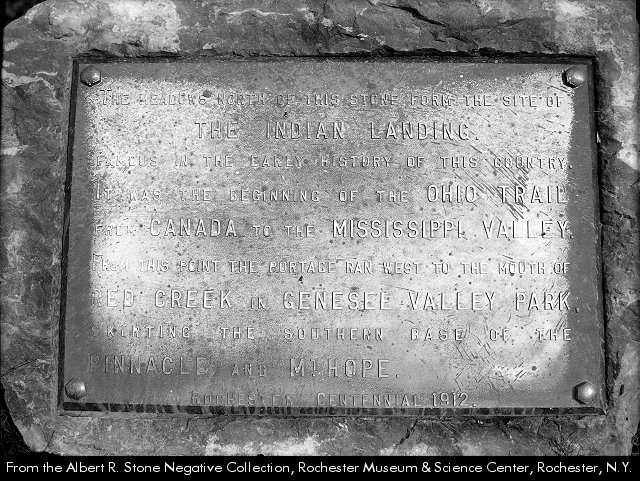 THE MEADOWS NORTH OF THIS STONE FORM THE SITE OF
THE INDIAN LANDING.
FAMOUS IN THE EARLY HISTORY OF THIS COUNTRY.
IT WAS THE BEGINNING OF THE OHIO TRAIL
FROM CANADA TO THE MISSISSIPPI VALLEY.
FROM THIS POINT THE PORTAGE RAN WEST TO THE MOUTH OF
RED CREEK IN GENESEE VALLEY PARK
SKIRTING THE SOUTHERN BASE OF THE
PINNACLE AND MT. HOPE.
ROCHESTER CENTENNIAL 1912.
From the Albert R. Stone Negative Collection, Rochester Museum & Science Center, Rochester, N.Y.